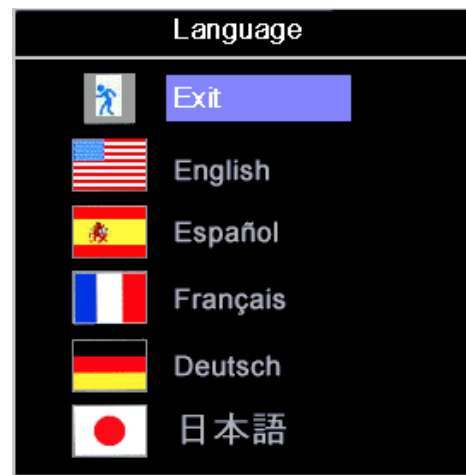 Language
Exit
English
Español
Français
Deutsch
日本語